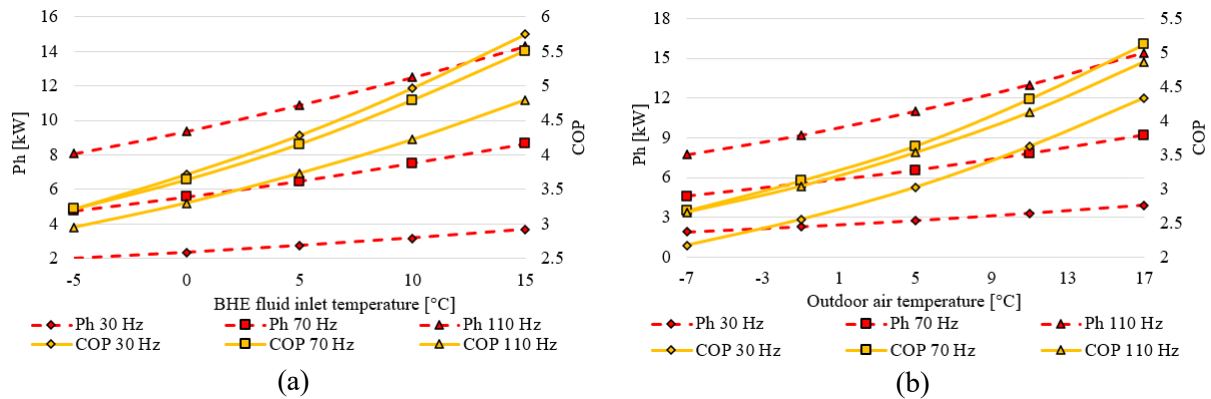 16
14
12
10
8
6
4
2
Ph [kW]
6
5.5
5
4.5
4
3.5
3
2.5
COP
-5 0 5 10 15
BHE fluid inlet temperature [°C]
Ph 30 Hz Ph 70 Hz Ph 110 Hz
COP 30 Hz COP 70 Hz COP 110 Hz
(a)
18
15
12
9
6
3
0
Ph [kW]
5.5
5
4.5
4
3.5
3
2.5
2
COP
-7 -3 1 5 9 13 17
Outdoor air temperature [°C]
Ph 30 Hz Ph 70 Hz Ph 110 Hz
COP 30 Hz COP 70 Hz COP 110 Hz
(b)